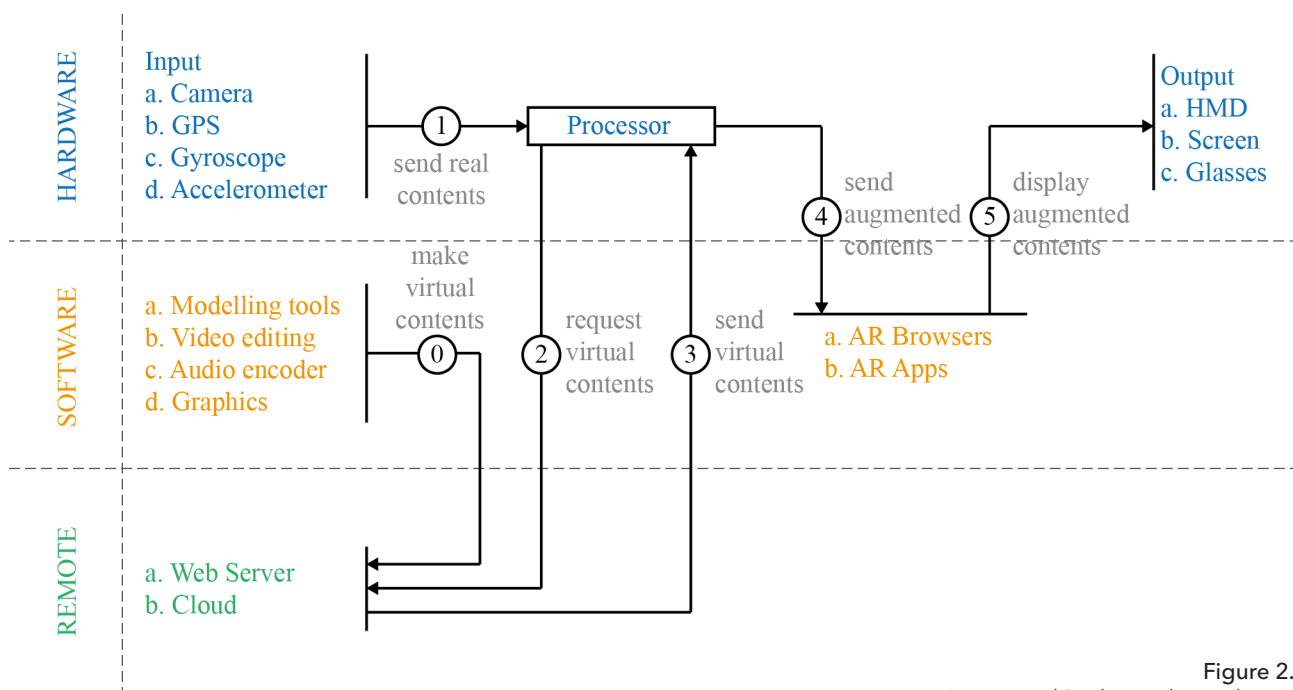 HARDWARE
Input
a. Camera
b. GPS
c. Gyroscope
d. Accelerometer
1
send real
contents
Processor
send
augmented
contents
4
5
display
augmented
contents
Output
a. HMD
b. Screen
c. Glasses
SOFTWARE
a. Modelling tools
b. Video editing
c. Audio encoder
d. Graphics
make
virtual
contents
0
2
request
virtual
contents
3
send
virtual
contents
a. AR Browsers
b. AR Apps
REMOTE
a. Web Server
b. Cloud
Figure 2.